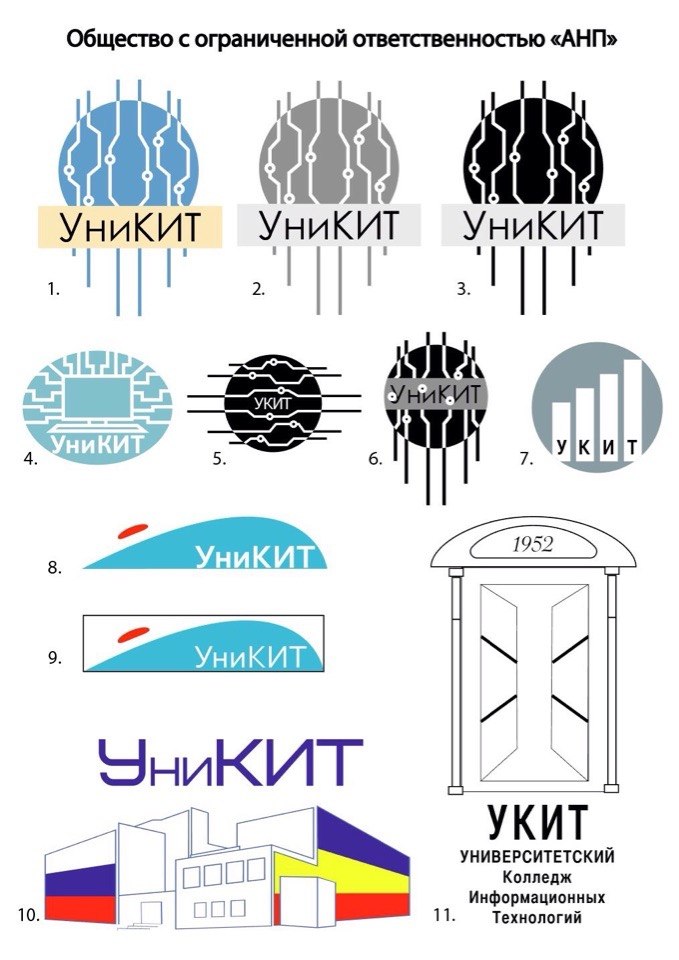 Общество с ограниченной ответственностью «АНП»
УниКИТ
УниКИТ
УниКИТ
1.
2.
3.
УниКИТ
УКИТ
УниКИТ
У К И Т
4.
5.
6.
7.
УниКИТ
8.
УниКИТ
9.
1952
УниКИТ
10.
УКИТ
УНИВЕРСИТЕТСКИЙ
Колледж
Информационных
Технологий
11.